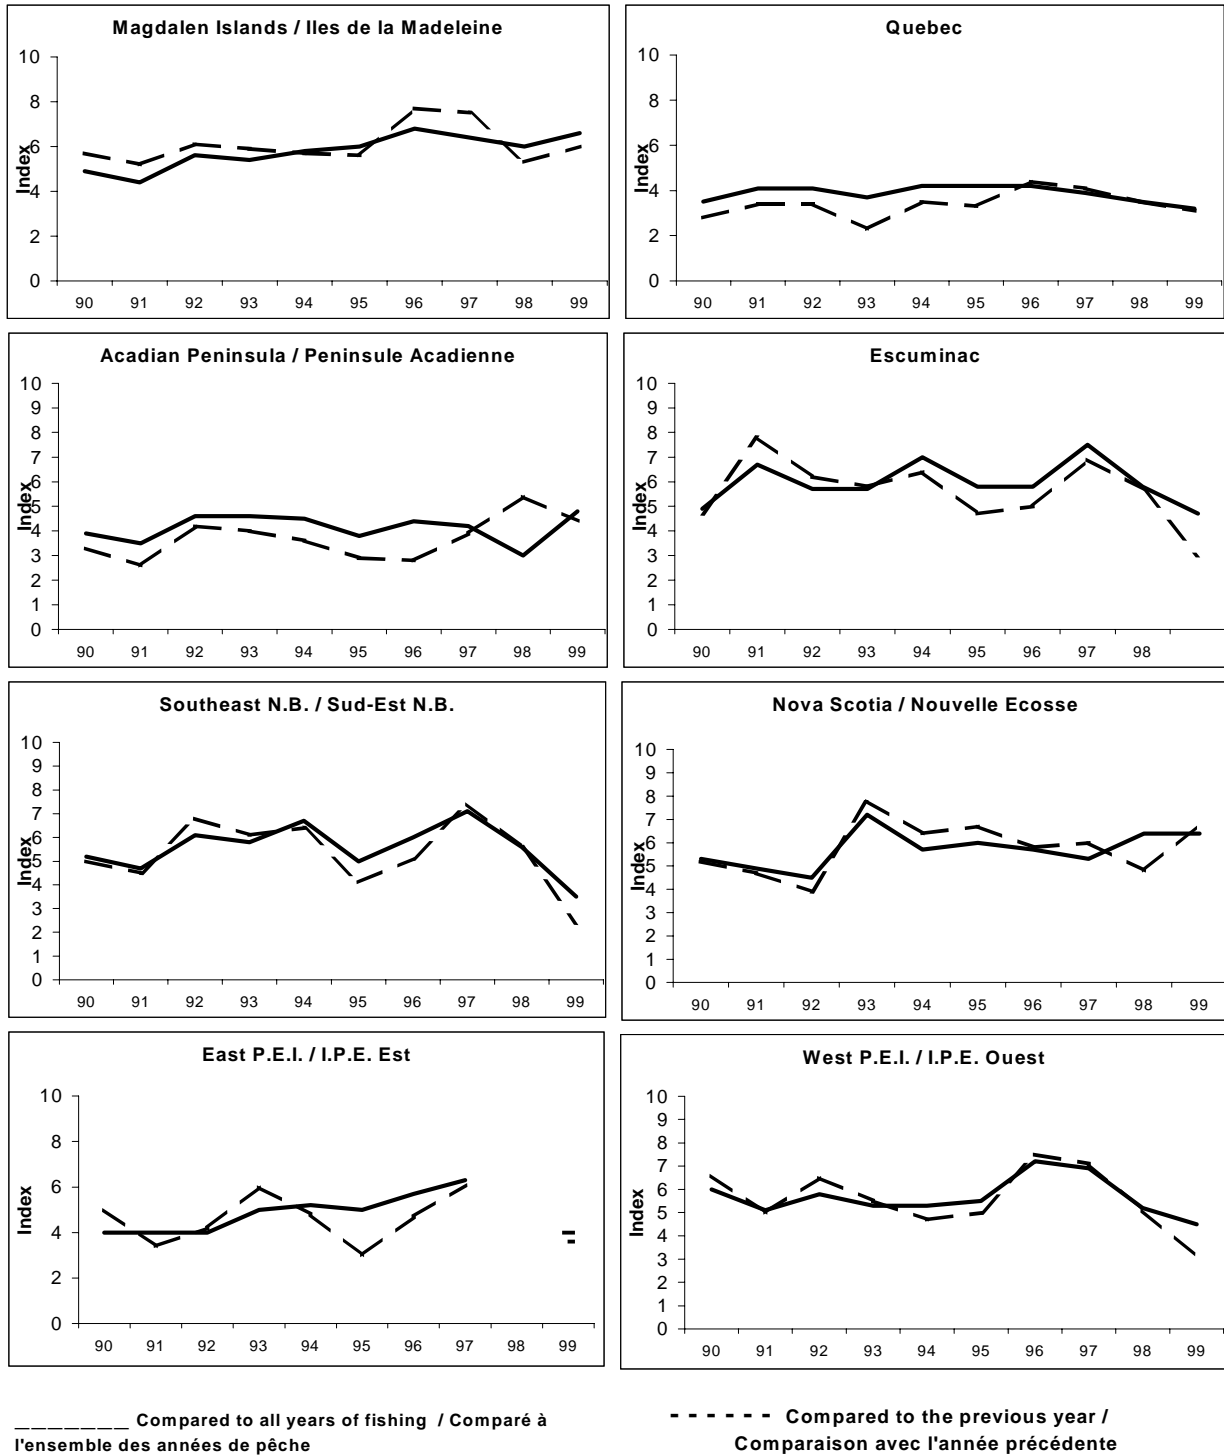 Magdalen Islands / Iles de la Madeleine
Index
10
8
6
4
2
0
90 91 92 93 94 95 96 97 98 99
Quebec
Index
10
8
6
4
2
0
90 91 92 93 94 95 96 97 98 99
Acadian Peninsula / Peninsule Acadienne
Index
10
9
8
7
6
5
4
3
2
1
0
90 91 92 93 94 95 96 97 98 99
Escuminac
Index
10
9
8
7
6
5
4
3
2
1
0
90 91 92 93 94 95 96 97 98
Southeast N.B. / Sud-Est N.B.
Index
10
9
8
7
6
5
4
3
2
1
0
90 91 92 93 94 95 96 97 98 99
Nova Scotia / Nouvelle Ecosse
Index
10
9
8
7
6
5
4
3
2
1
0
90 91 92 93 94 95 96 97 98 99
East P.E.I. / I.P.E. Est
Index
10
8
6
4
2
0
90 91 92 93 94 95 96 97 98 99
West P.E.I. / I.P.E. Ouest
Index
10
9
8
7
6
5
4
3
2
1
0
90 91 92 93 94 95 96 97 98 99
_______ Compared to all years of fishing / Comparé à
l'ensemble des années de pêche
- - - - - - Compared to the previous year /
Comparaison avec l'année précédente